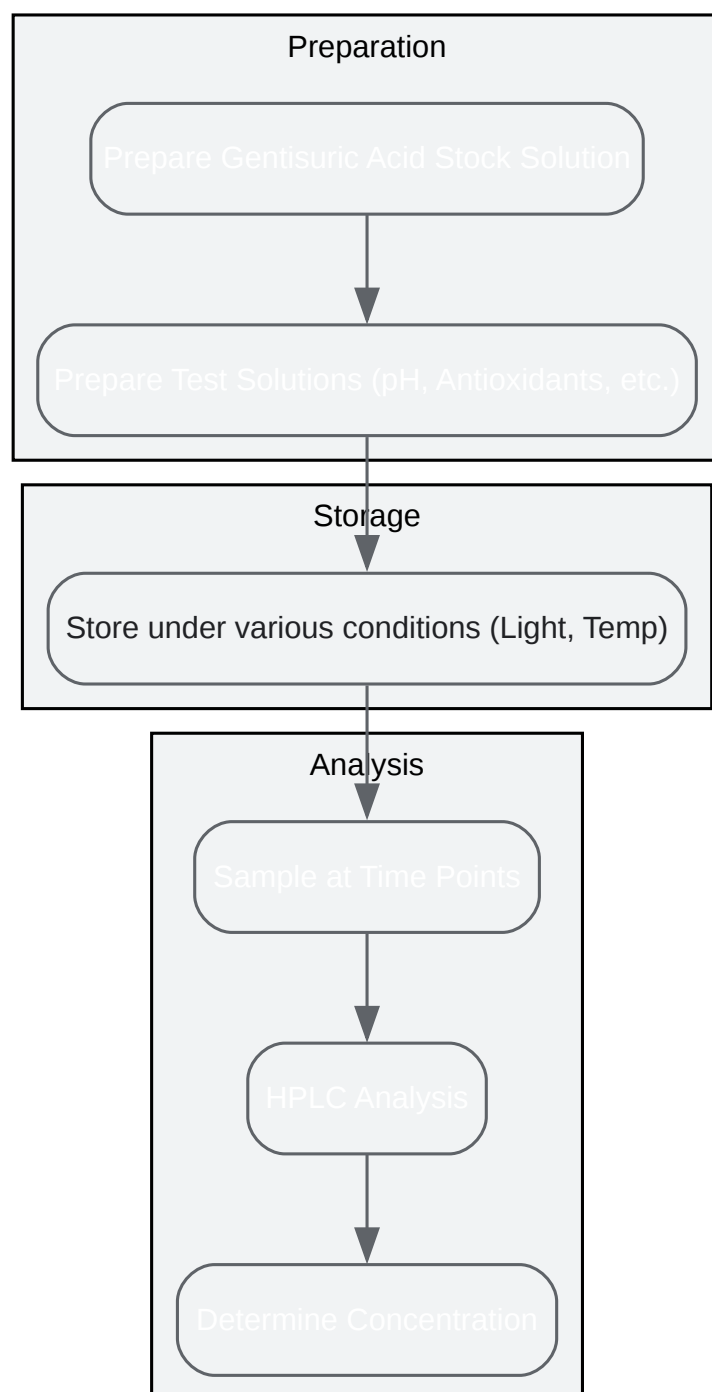 Preparation
Prepare Gentisuric Acid Stock Solution
Prepare Test Solutions (pH, Antioxidants, etc.)
Storage
Store under various conditions (Light, Temp)
Analysis
Sample at Time Points
HPLC Analysis
Determine Concentration